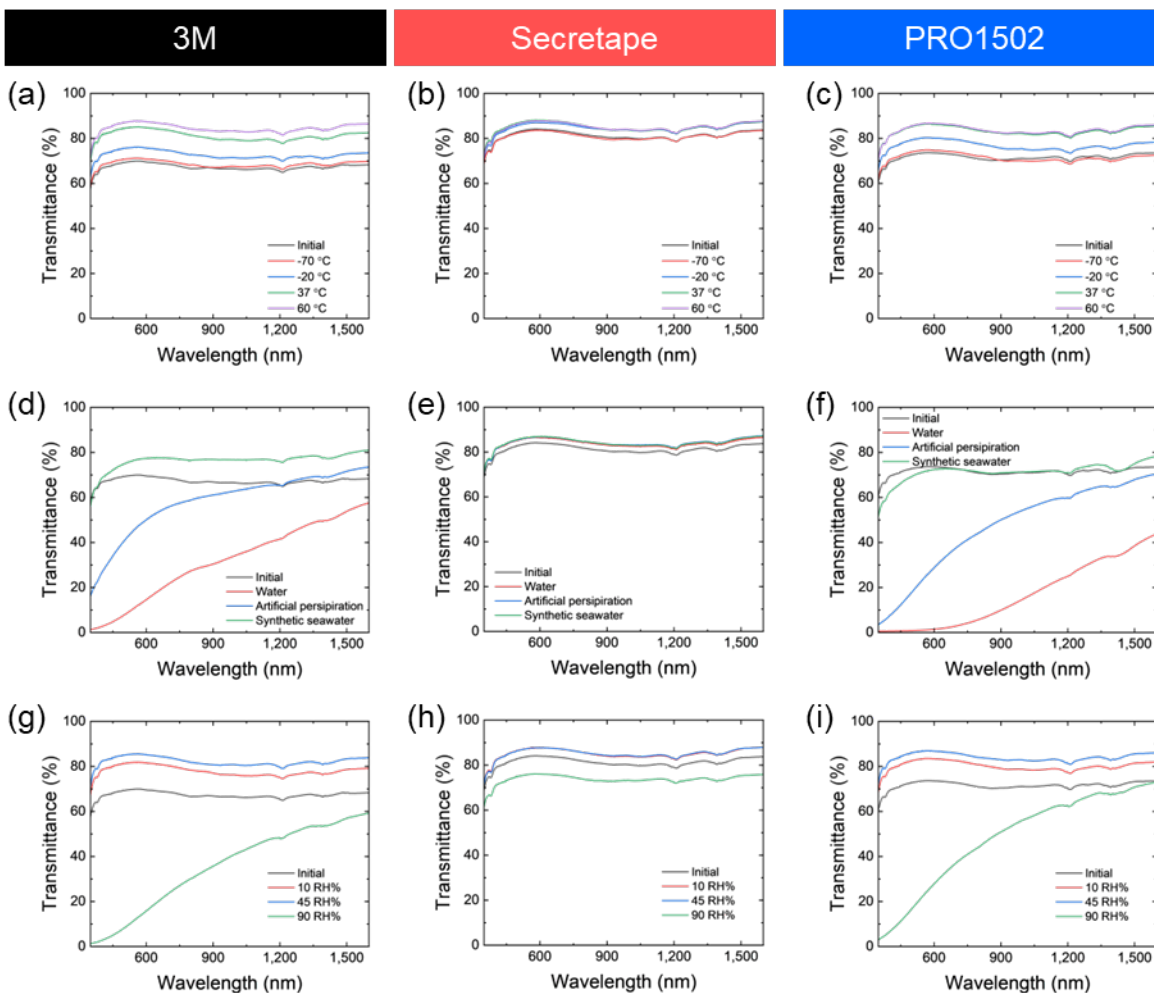 3M
Secretape
PRO1502
(a)
100
80
60
40
20
0
Transmittance (%)
Initial
-70 °C
-20 °C
37 °C
60 °C
600
900
1,200
1,500
Wavelength (nm)
(b)
100
80
60
40
20
0
Transmittance (%)
Initial
-70 °C
-20 °C
37 °C
60 °C
600
900
1,200
1,500
Wavelength (nm)
(c)
100
80
60
40
20
0
Transmittance (%)
Initial
-70 °C
-20 °C
37 °C
60 °C
600
900
1,200
1,500
Wavelength (nm)
(d)
100
80
60
40
20
0
Transmittance (%)
Initial
Water
Artificial persipiration
Synthetic seawater
600
900
1,200
1,500
Wavelength (nm)
(e)
100
80
60
40
20
0
Transmittance (%)
Initial
Water
Artificial persipiration
Synthetic seawater
600
900
1,200
1,500
Wavelength (nm)
(f)
100
80
60
40
20
0
Transmittance (%)
Initial
Water
Artificial persipiration
Synthetic seawater
600
900
1,200
1,500
Wavelength (nm)
(g)
100
80
60
40
20
0
Transmittance (%)
Initial
10 RH%
45 RH%
90 RH%
600
900
1,200
1,500
Wavelength (nm)
(h)
100
80
60
40
20
0
Transmittance (%)
Initial
10 RH%
45 RH%
90 RH%
600
900
1,200
1,500
Wavelength (nm)
(i)
100
80
60
40
20
0
Transmittance (%)
Initial
10 RH%
45 RH%
90 RH%
600
900
1,200
1,500
Wavelength (nm)